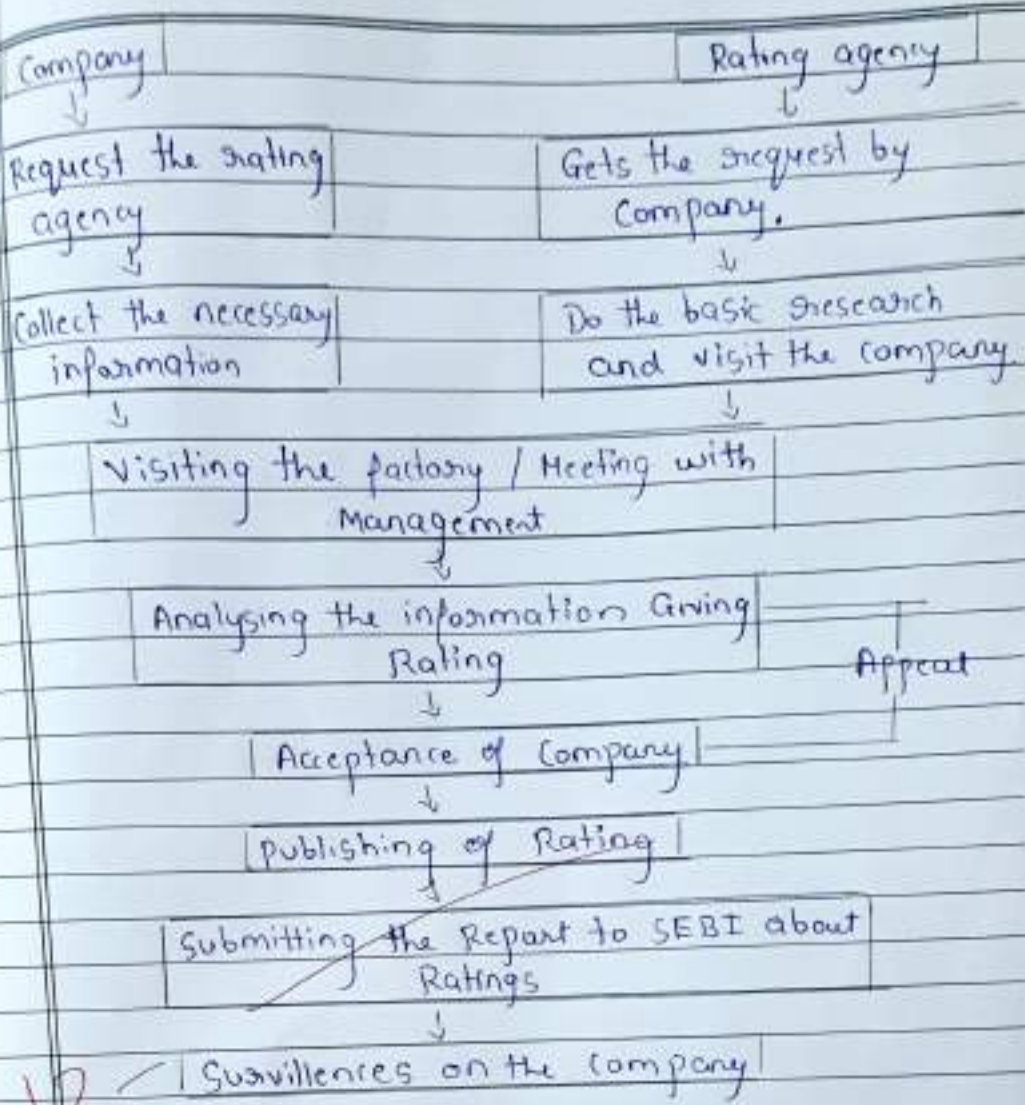 Company
Rating agency
Request the rating
agency
Gets the request by
Company.
Collect the necessary
information
Do the basic research
and visit the company
Visiting the factory / Meeting with
Management
Analysing the information Giving
Rating
Appeal
Acceptance of Company
Publishing of Rating
Submitting the Report to SEBI about
Ratings
Survillences on the company